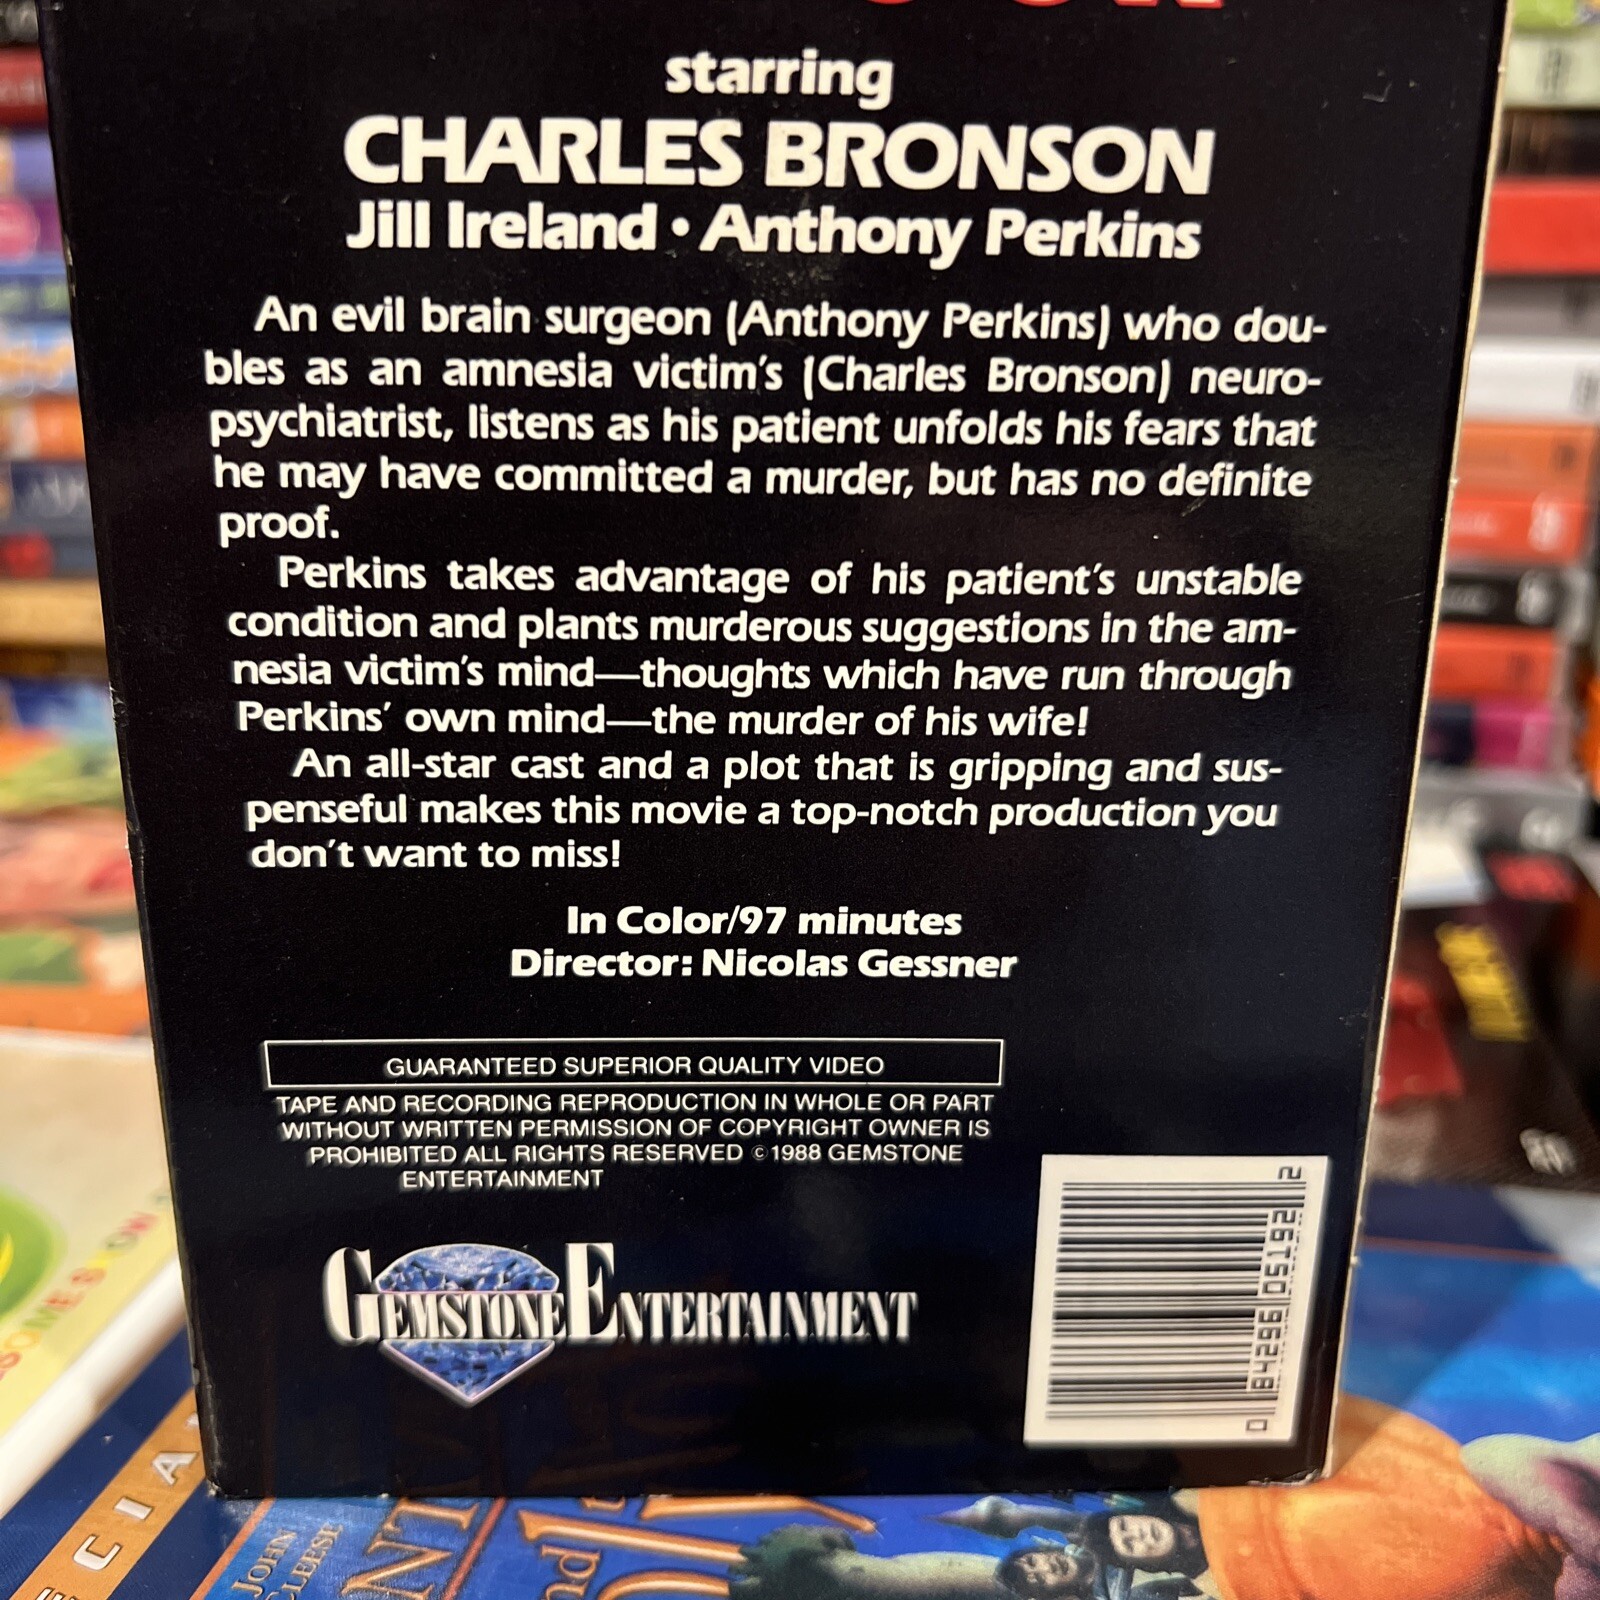 starring
CHARLES BRONSON
Jill Ireland • Anthony Perkins
An evil brain surgeon (Anthony Perkins) who dou-
bles as an amnesia victim's (Charles Bronson) neuro-
psychiatrist, listens as his patient unfolds his fears that
he may have committed a murder, but has no definite
proof.
Perkins takes advantage of his patient's unstable
condition and plants murderous suggestions in the am-
nesia victim's mind—thoughts which have run through
Perkins' own mind—the murder of his wife!
An all-star cast and a plot that is gripping and sus-
penseful makes this movie a top-notch production you
don't want to miss!
In Color/97 minutes
Director: Nicolas Gessner
GUARANTEED SUPERIOR QUALITY VIDEO
TAPE AND RECORDING REPRODUCTION IN WHOLE OR PART
WITHOUT WRITTEN PERMISSION OF COPYRIGHT OWNER IS
PROHIBITED ALL RIGHTS RESERVED ©1988 GEMSTONE
ENTERTAINMENT
GEMSTONE ENTERTAINMENT
0 84296 05192 2
JOHN
CLEESE